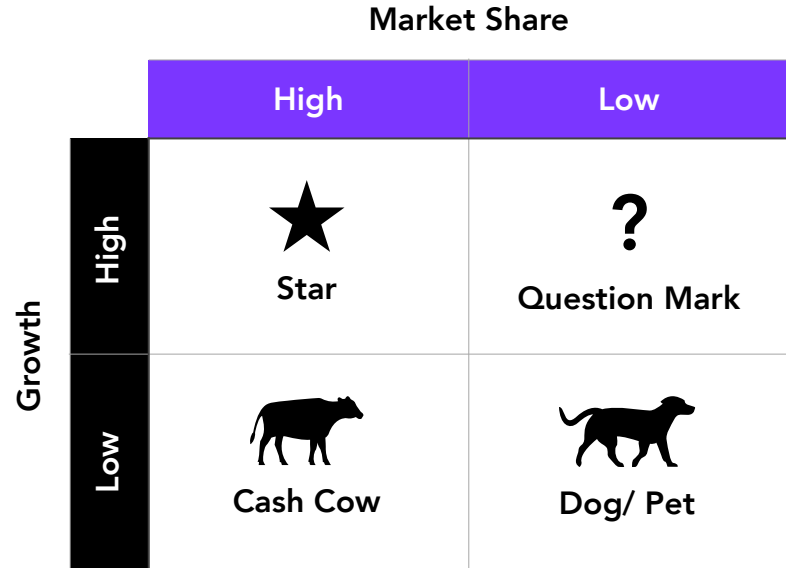 Market Share
High
Low
Growth
High
★
Star
?
Question Mark
Low
Cash Cow
Dog/ Pet